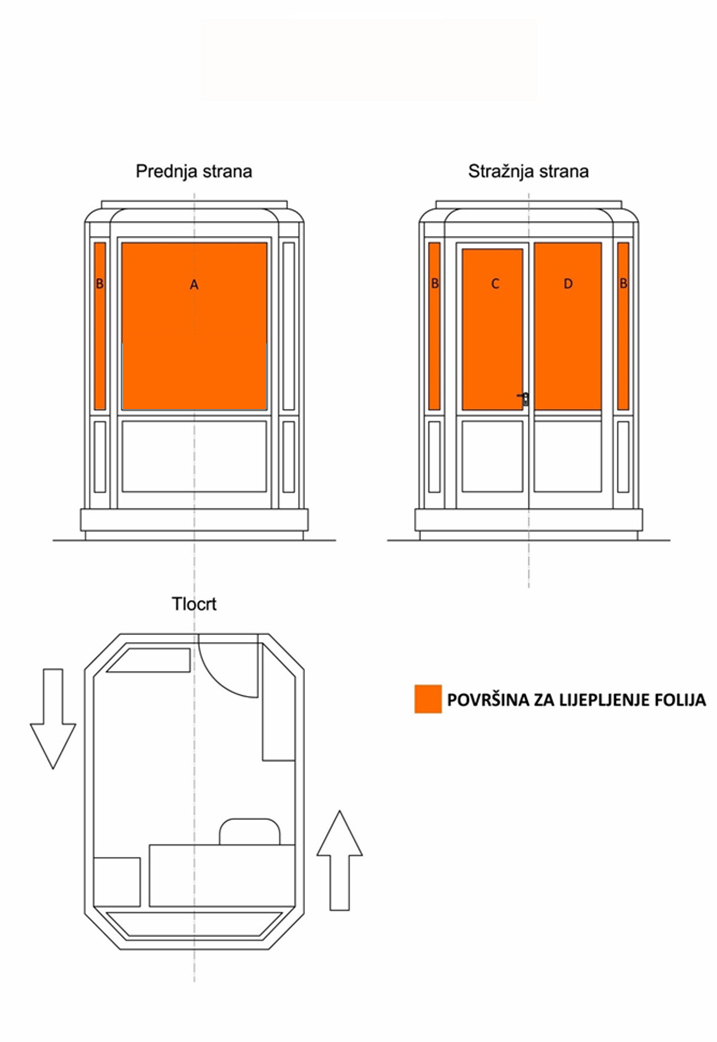 Prednja strana
Stražnja strana
B
A
B
C
D
B
Tlocrt
POVRŠINA ZA LIJEPLJENJE FOLIJA